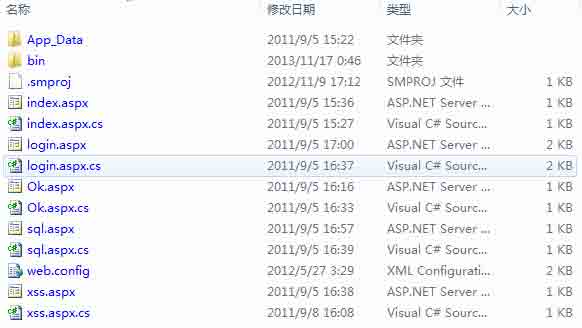 名称 修改日期 类型 大小
App_Data 2011/9/5 15:22 文件夹
bin 2013/11/17 0:46 文件夹
.smproj 2012/11/9 17:12 SMPROJ 文件 1 KB
index.aspx 2011/9/5 15:36 ASP.NET Server ... 1 KB
index.aspx.cs 2011/9/5 15:27 Visual C# Sourc... 1 KB
login.aspx 2011/9/5 17:00 ASP.NET Server ... 2 KB
login.aspx.cs 2011/9/5 16:37 Visual C# Sourc... 2 KB
Ok.aspx 2011/9/5 16:16 ASP.NET Server ... 1 KB
Ok.aspx.cs 2011/9/5 16:33 Visual C# Sourc... 1 KB
sql.aspx 2011/9/5 16:57 ASP.NET Server ... 1 KB
sql.aspx.cs 2011/9/5 16:39 Visual C# Sourc... 1 KB
web.config 2012/5/27 3:29 XML Configurati... 1 KB
xss.aspx 2011/9/5 16:38 ASP.NET Server ... 1 KB
xss.aspx.cs 2011/9/8 16:08 Visual C# Sourc... 1 KB